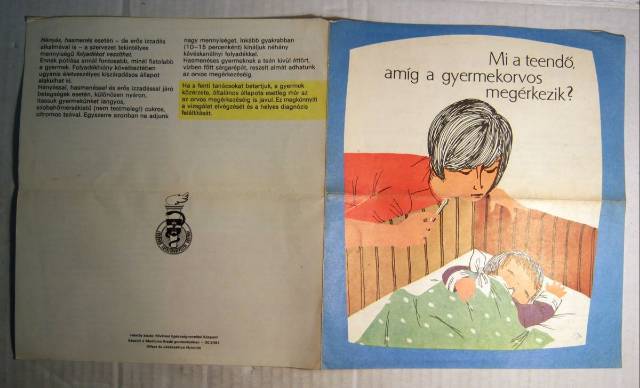 Hányás, hasmenés esetén – de erős izzadás
alkalmával is – a szervezet tekintélyes
mennyiségű folyadékot veszíthet.
Ennek pótlása annál fontosabb, minél fiatalabb
a gyermek. Folyadékhiány következtében
ugyanis életveszélyes kiszáradásos állapot
alakulhat ki.
Hányással, hasmenéssel és erős izzadással járó
betegségek esetén, különösen nyáron,
itassuk gyermekünket langyos,
szobahőmérsékletű (nem testmeleg!) cukros,
citromos teával. Egyszerre azonban ne adjunk
nagy mennyiséget, inkább gyakrabban
(10–15 percenként) kínáljuk néhány
kávéskanálnyi folyadékkal.
Hasmenéses gyermeknek a teán kívül áttört,
vízben főtt sárgarépát, reszelt almát adhatunk
az orvos megérkezéséig.
Ha a fenti tanácsokat betartjuk, a gyermek
közérzete, általános állapota esetleg már az
az orvos megérkezéséig is javul. Ez megkönnyíti
a vizsgálat elvégzését és a helyes diagnózis
felállítását.
Mi a teendő,
amíg a gyermekorvos
megérkezik?